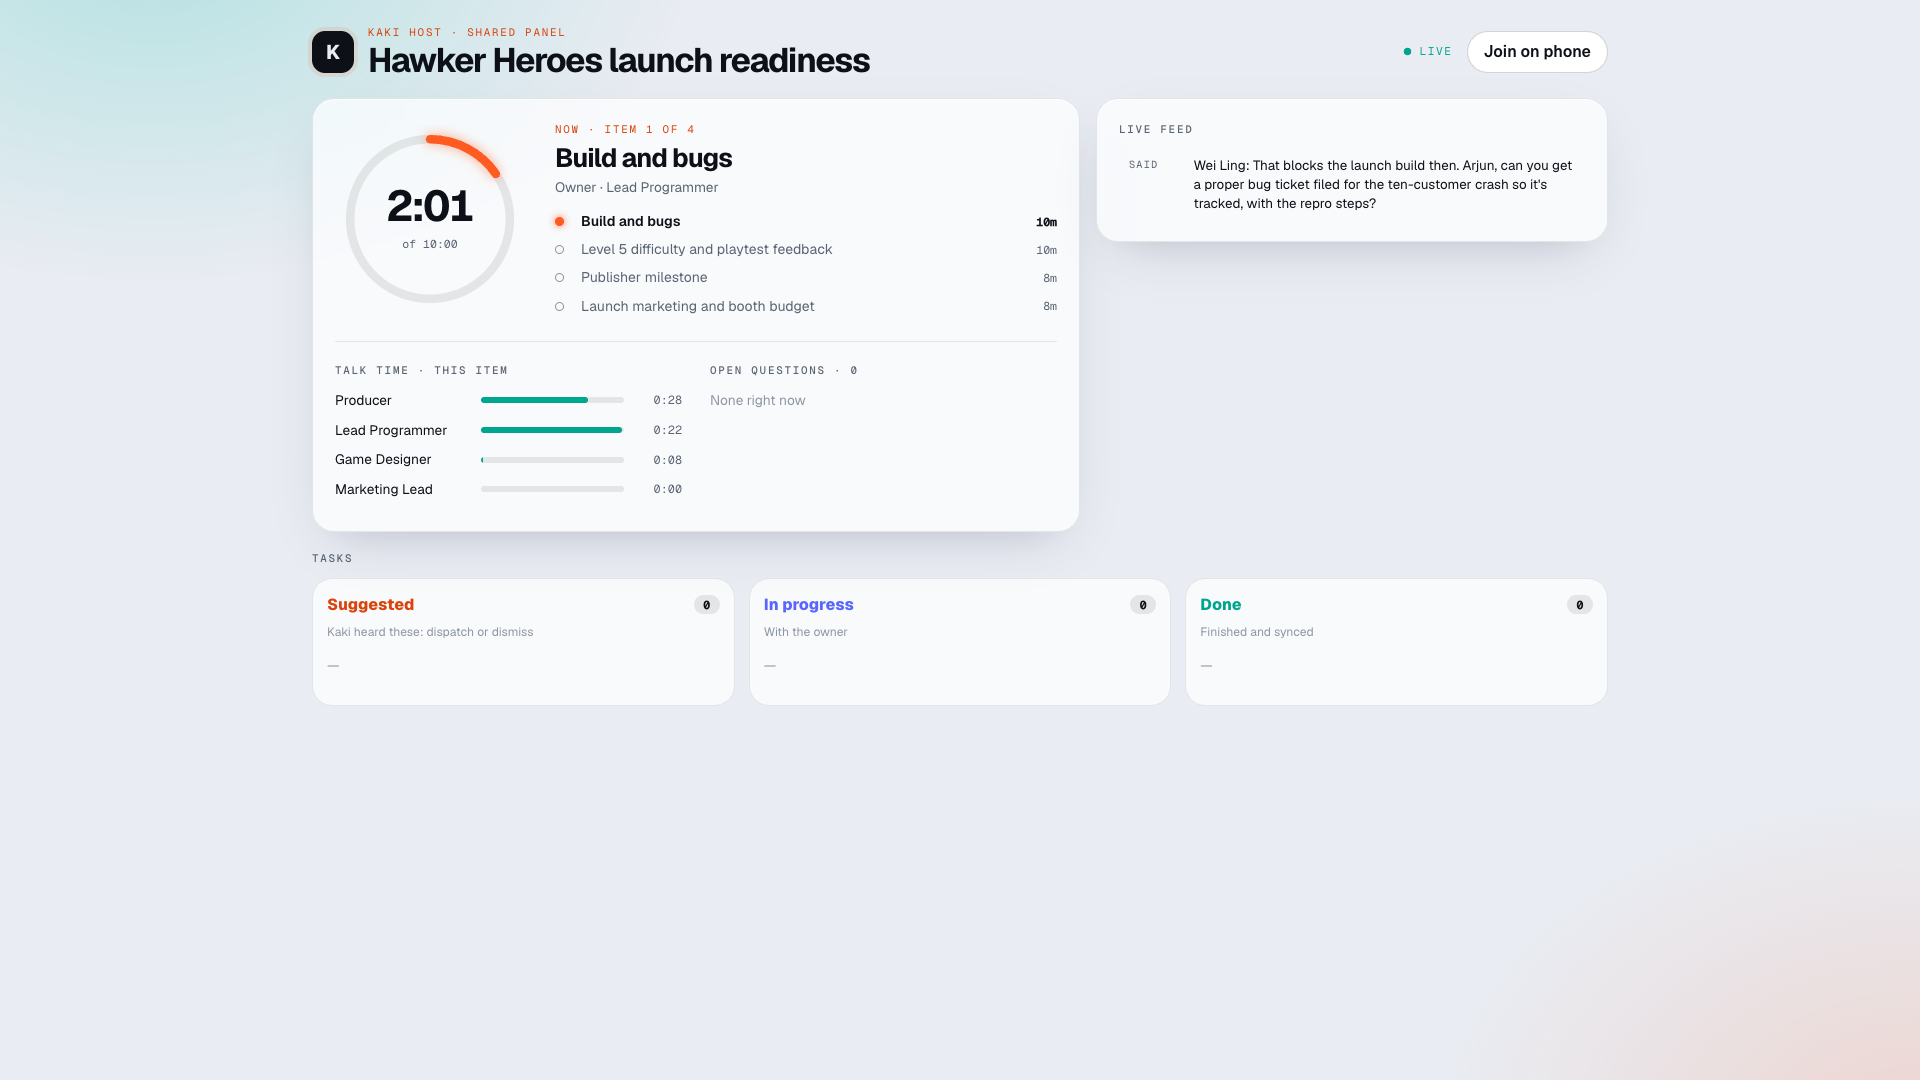 K
KAKI HOST · SHARED PANEL
Hawker Heroes launch readiness
LIVE
Join on phone
2:01
of 10:00
NOW · ITEM 1 OF 4
Build and bugs
Owner · Lead Programmer
Build and bugs 10m
Level 5 difficulty and playtest feedback 10m
Publisher milestone 8m
Launch marketing and booth budget 8m
TALK TIME · THIS ITEM
Producer 0:28
Lead Programmer 0:22
Game Designer 0:08
Marketing Lead 0:00
OPEN QUESTIONS · 0
None right now
LIVE FEED
SAID
Wei Ling: That blocks the launch build then. Arjun, can you get
a proper bug ticket filed for the ten-customer crash so it's
tracked, with the repro steps?
TASKS
Suggested 0
Kaki heard these: dispatch or dismiss
—
In progress 0
With the owner
—
Done 0
Finished and synced
—